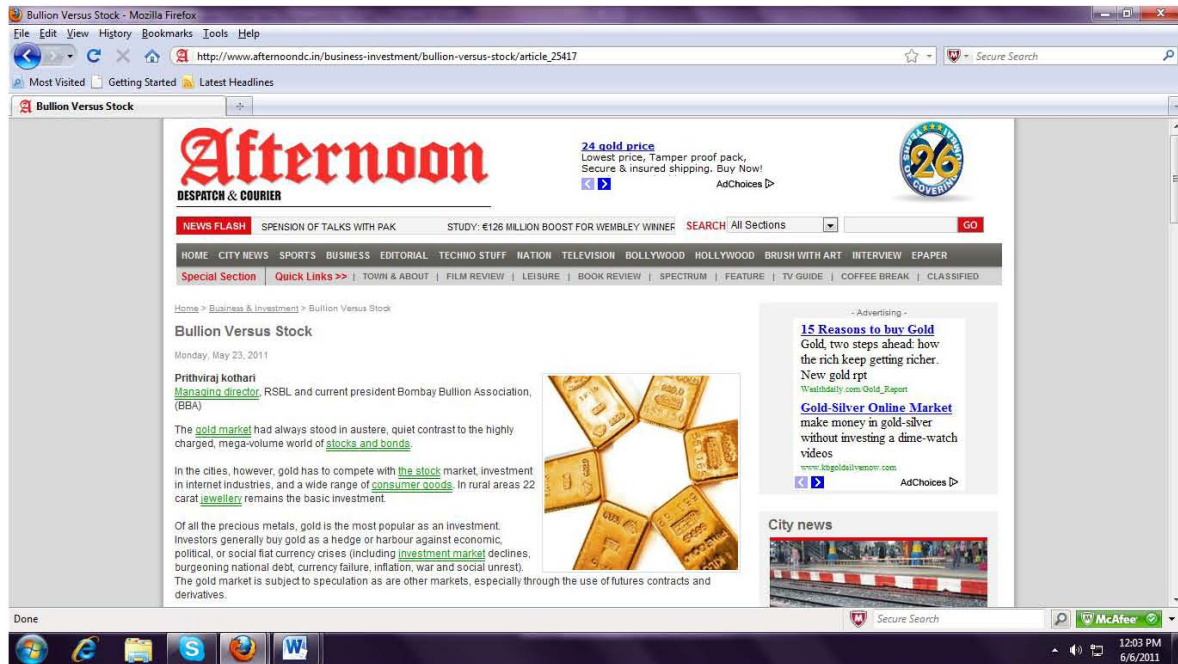 Bullion Versus Stock - Mozilla Firefox
File Edit View History Bookmarks Tools Help
http://www.afternoondc.in/business-investment/bullion-versus-stock/article_25417
Secure Search
Most Visited Getting Started Latest Headlines
Bullion Versus Stock
Afternoon
DESPATCH & COURIER
24 gold price
Lowest price, Tamper proof pack,
Secure & insured shipping. Buy Now!
AdChoices
26
NEWS FLASH SPENSION OF TALKS WITH PAK STUDY: €126 MILLION BOOST FOR WEMBLEY WINNER SEARCH All Sections GO
HOME CITY NEWS SPORTS BUSINESS EDITORIAL TECHNO STUFF NATION TELEVISION BOLLYWOOD HOLLYWOOD BRUSH WITH ART INTERVIEW EPAPER
Special Section Quick Links >> | TOWN & ABOUT | FILM REVIEW | LEISURE | BOOK REVIEW | SPECTRUM | FEATURE | TV GUIDE | COFFEE BREAK | CLASSIFIED
Home > Business & Investment > Bullion Versus Stock
Bullion Versus Stock
Monday, May 23, 2011
Prithviraj kothari
Managing director, RSBL and current president Bombay Bullion Association,
(BBA)
The gold market had always stood in austere, quiet contrast to the highly
charged, mega-volume world of stocks and bonds.
In the cities, however, gold has to compete with the stock market, investment
in internet industries, and a wide range of consumer goods. In rural areas 22
carat jewellery remains the basic investment.
Of all the precious metals, gold is the most popular as an investment.
Investors generally buy gold as a hedge or harbour against economic,
political, or social fiat currency crises (including investment market declines,
burgeoning national debt, currency failure, inflation, war and social unrest).
The gold market is subject to speculation as are other markets, especially through the use of futures contracts and
derivatives.
- Advertising -
15 Reasons to buy Gold
Gold, two steps ahead: how
the rich keep getting richer.
New gold rpt
Wealthdaily.com/Gold_Report
Gold-Silver Online Market
make money in gold-silver
without investing a dime-watch
videos
www.kbgoldsilvernow.com
AdChoices
City news
Done
Secure Search
McAfee
12:03 PM
6/6/2011